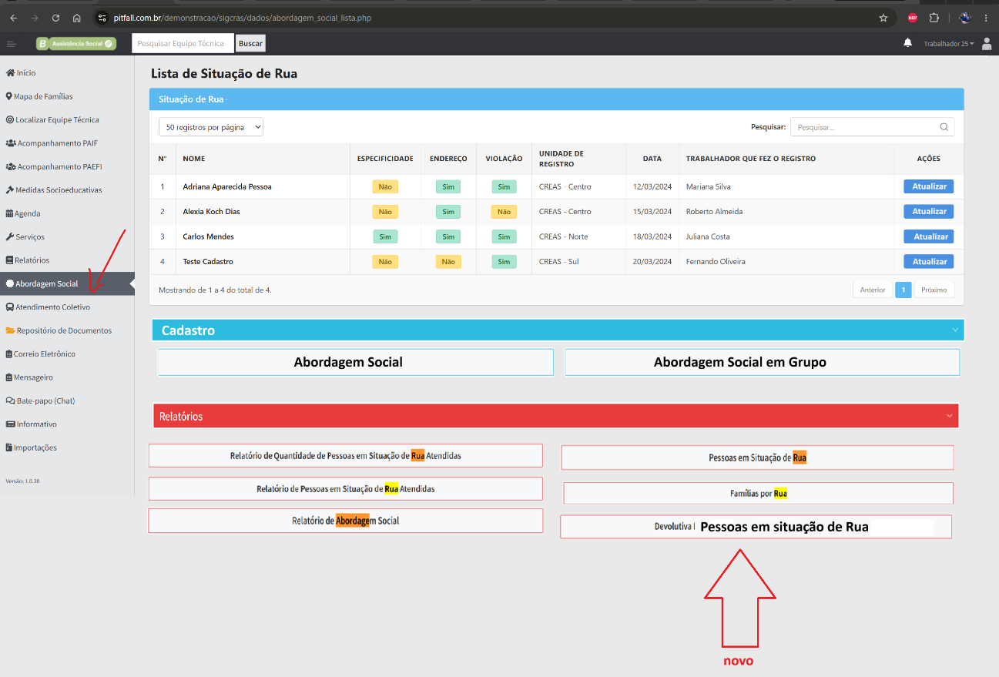 pitfall.com.br/demonstracao/sigcras/dados/abordagem_social_lista.php
ABP
B Assistência Social
Pesquisar Equipe Técnica
Buscar
Trabalhador 25
Início
Mapa de Famílias
Localizar Equipe Técnica
Acompanhamento PAIF
Acompanhamento PAEFI
Medidas Socioeducativas
Agenda
Serviços
Relatórios
Abordagem Social
Atendimento Coletivo
Repositório de Documentos
Correio Eletrônico
Mensageiro
Bate-papo (Chat)
Informativo
Importações
Versão: 1.0.30
Lista de Situação de Rua
Situação de Rua -
50 registros por página
Pesquisar: Pesquisar...
N° NOME ESPECIFICIDADE ENDEREÇO VIOLAÇÃO UNIDADE DE REGISTRO DATA TRABALHADOR QUE FEZ O REGISTRO AÇÕES
1 Adriana Aparecida Pessoa Não Sim Sim CREAS - Centro 12/03/2024 Mariana Silva Atualizar
2 Alexia Koch Dias Não Sim Não CREAS - Centro 15/03/2024 Roberto Almeida Atualizar
3 Carlos Mendes Sim Sim Sim CREAS - Norte 18/03/2024 Juliana Costa Atualizar
4 Teste Cadastro Não Não Sim CREAS - Sul 20/03/2024 Fernando Oliveira Atualizar
Mostrando de 1 a 4 do total de 4.
Anterior 1 Próximo
Cadastro
Abordagem Social
Abordagem Social em Grupo
Relatórios
Relatório de Quantidade de Pessoas em Situação de Rua Atendidas
Pessoas em Situação de Rua
Relatório de Pessoas em Situação de Rua Atendidas
Famílias por Rua
Relatório de Abordagem Social
Devolutiva Pessoas em situação de Rua
novo